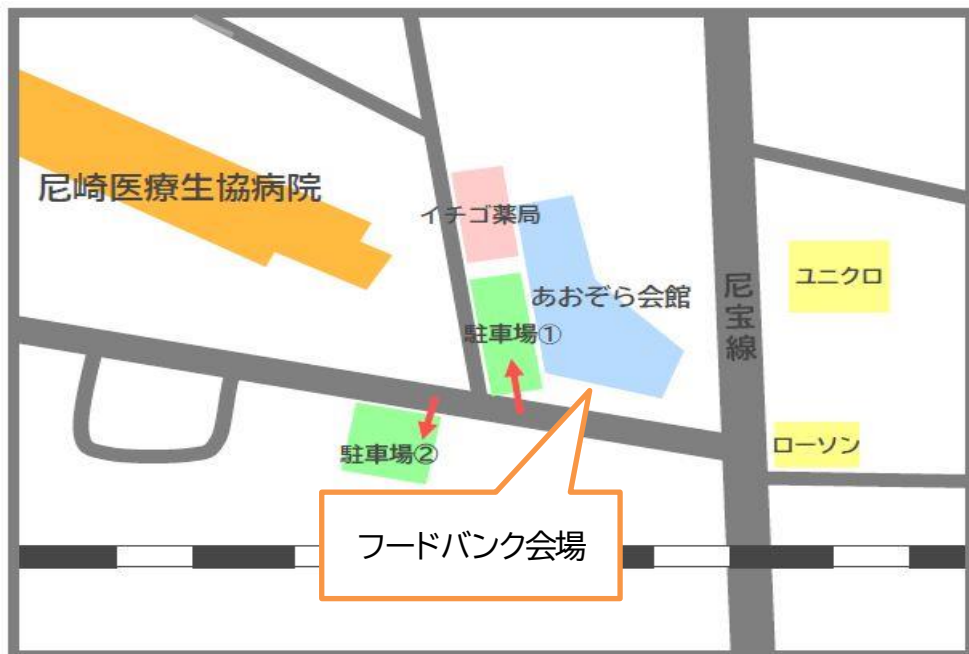 尼崎医療生協病院
イチゴ薬局
あおぞら会館
駐車場①
駐車場②
尼宝線
ユニクロ
ローソン
フードバンク会場